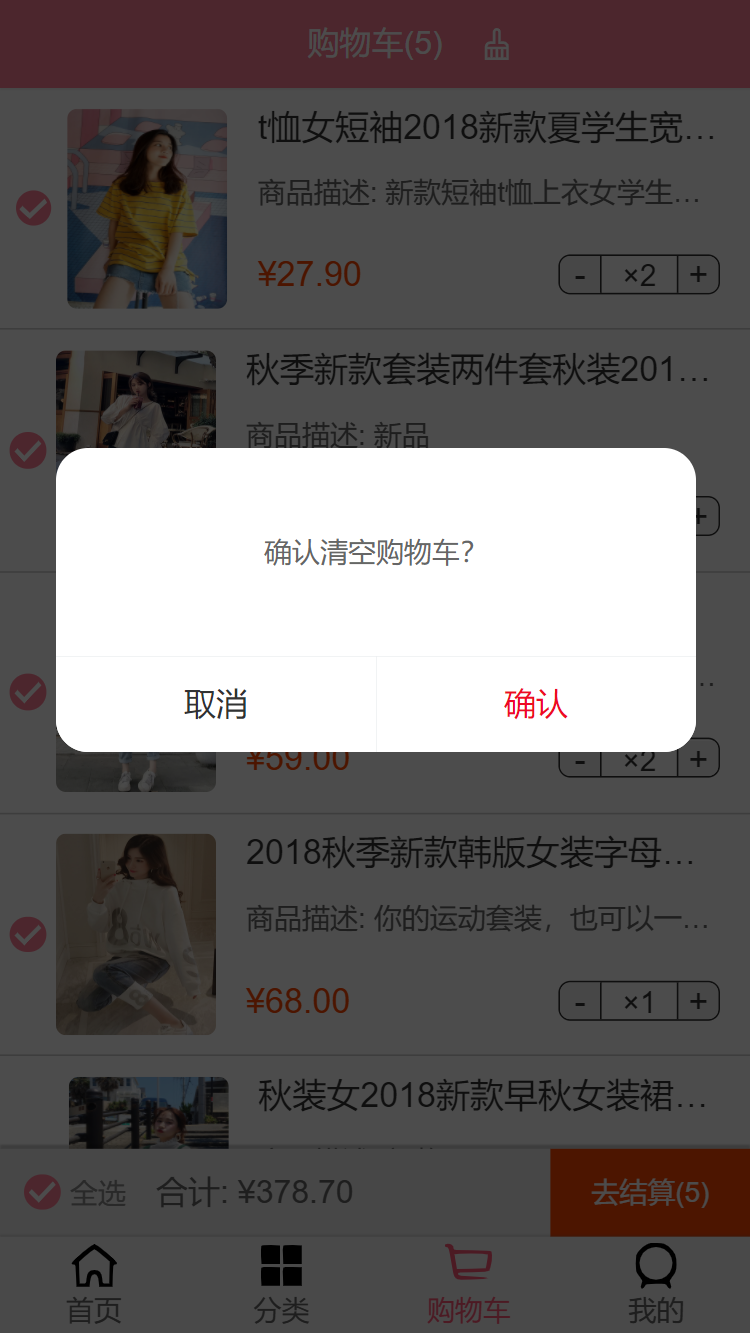 购物车(5)
t恤女短袖2018新款夏学生宽…
商品描述: 新款短袖t恤上衣女学生…
¥27.90
- ×2 +
秋季新款套装两件套秋装201…
商品描述: 新品
+
确认清空购物车?
取消 确认
¥59.00
- ×2 +
2018秋季新款韩版女装字母…
商品描述: 你的运动套装，也可以一…
¥68.00
- ×1 +
秋装女2018新款早秋女装裙…
全选 合计: ¥378.70 去结算(5)
首页 分类 购物车 我的